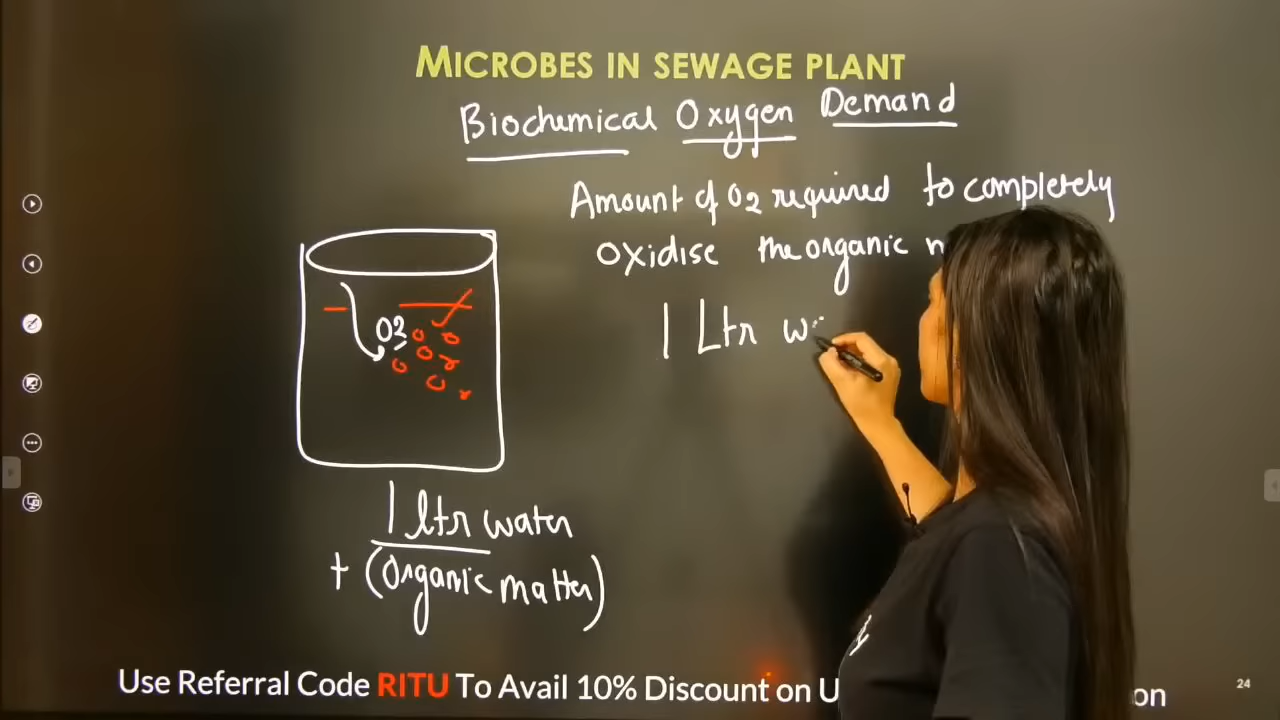 MICROBES IN SEWAGE PLANT
Biochemical Oxygen Demand
Amount of O2 required to completely
oxidise the organic
1 Ltr
O2
1 ltr water
+ (Organic matter)
Use Referral Code RITU To Avail 10% Discount on
24